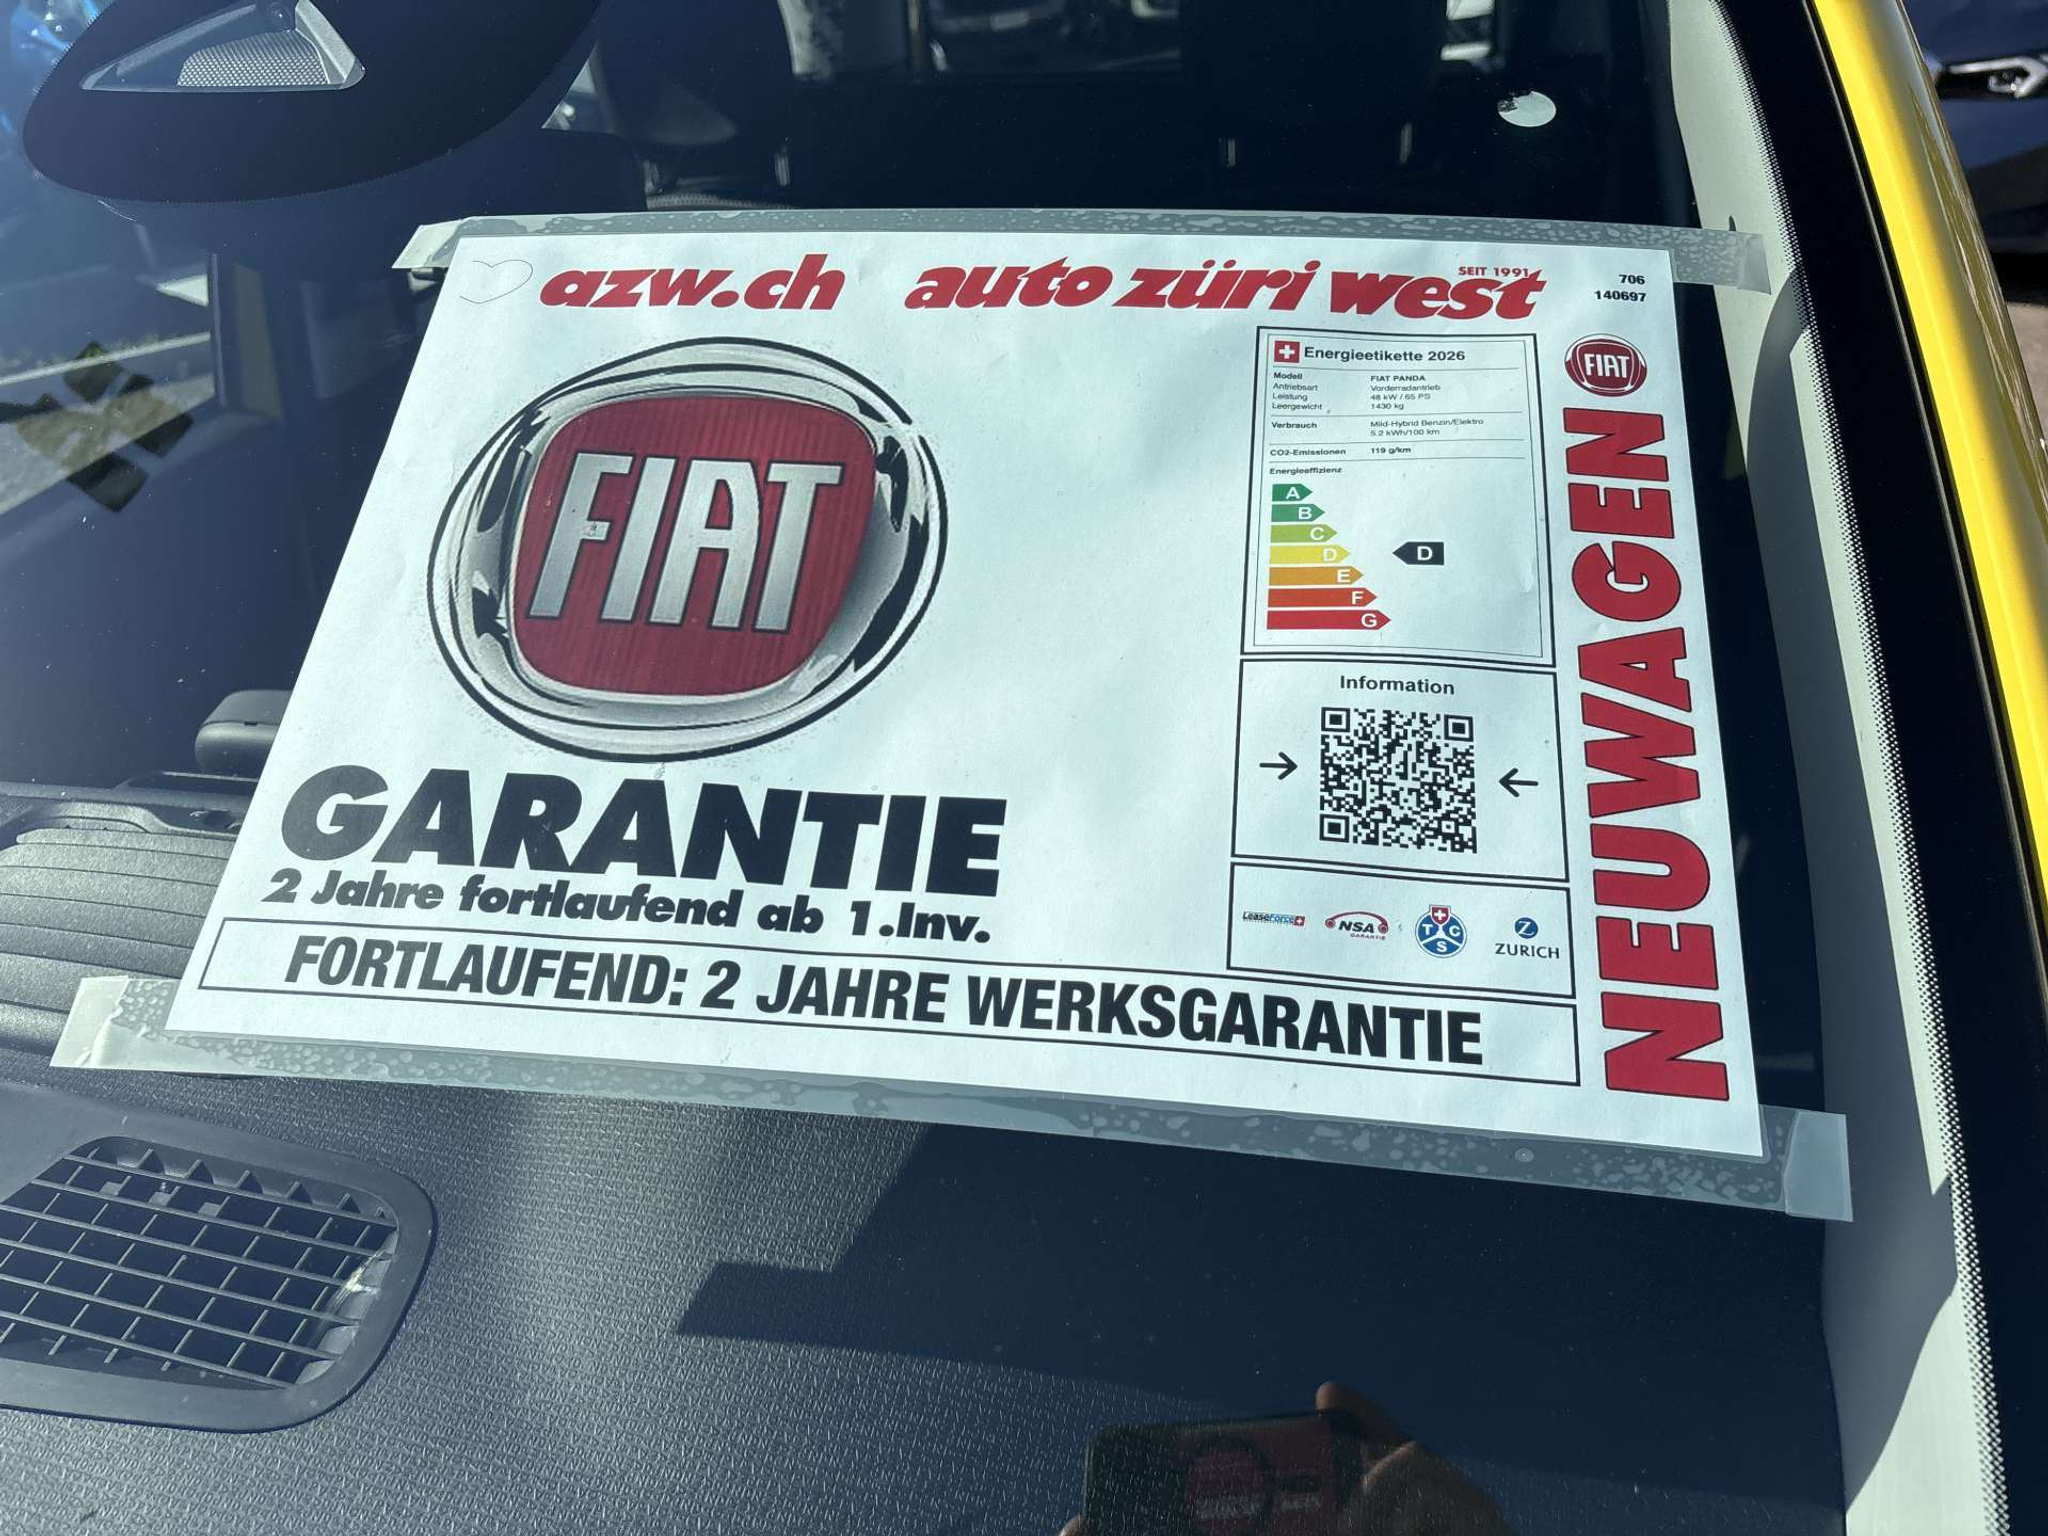 azw.ch auto züri west
SEIT 1991
706
140697
FIAT
GARANTIE
2 Jahre fortlaufend ab 1.Inv.
FORTLAUFEND: 2 JAHRE WERKSGARANTIE
Energieetikette 2026
Modell FIAT PANDA
Antriebsart Vorderradantrieb
Leistung 48 kW / 65 PS
Leergewicht 1430 kg
Verbrauch Mild-Hybrid Benzin/Elektro
5.2 kWh/100 km
CO2-Emissionen 119 g/km
Energieeffizienz
A
B
C
D D
E
F
G
Information
→ ←
LeaseForce
NSA
GARANTIE
TCS
Z
ZURICH
FIAT
NEUWAGEN